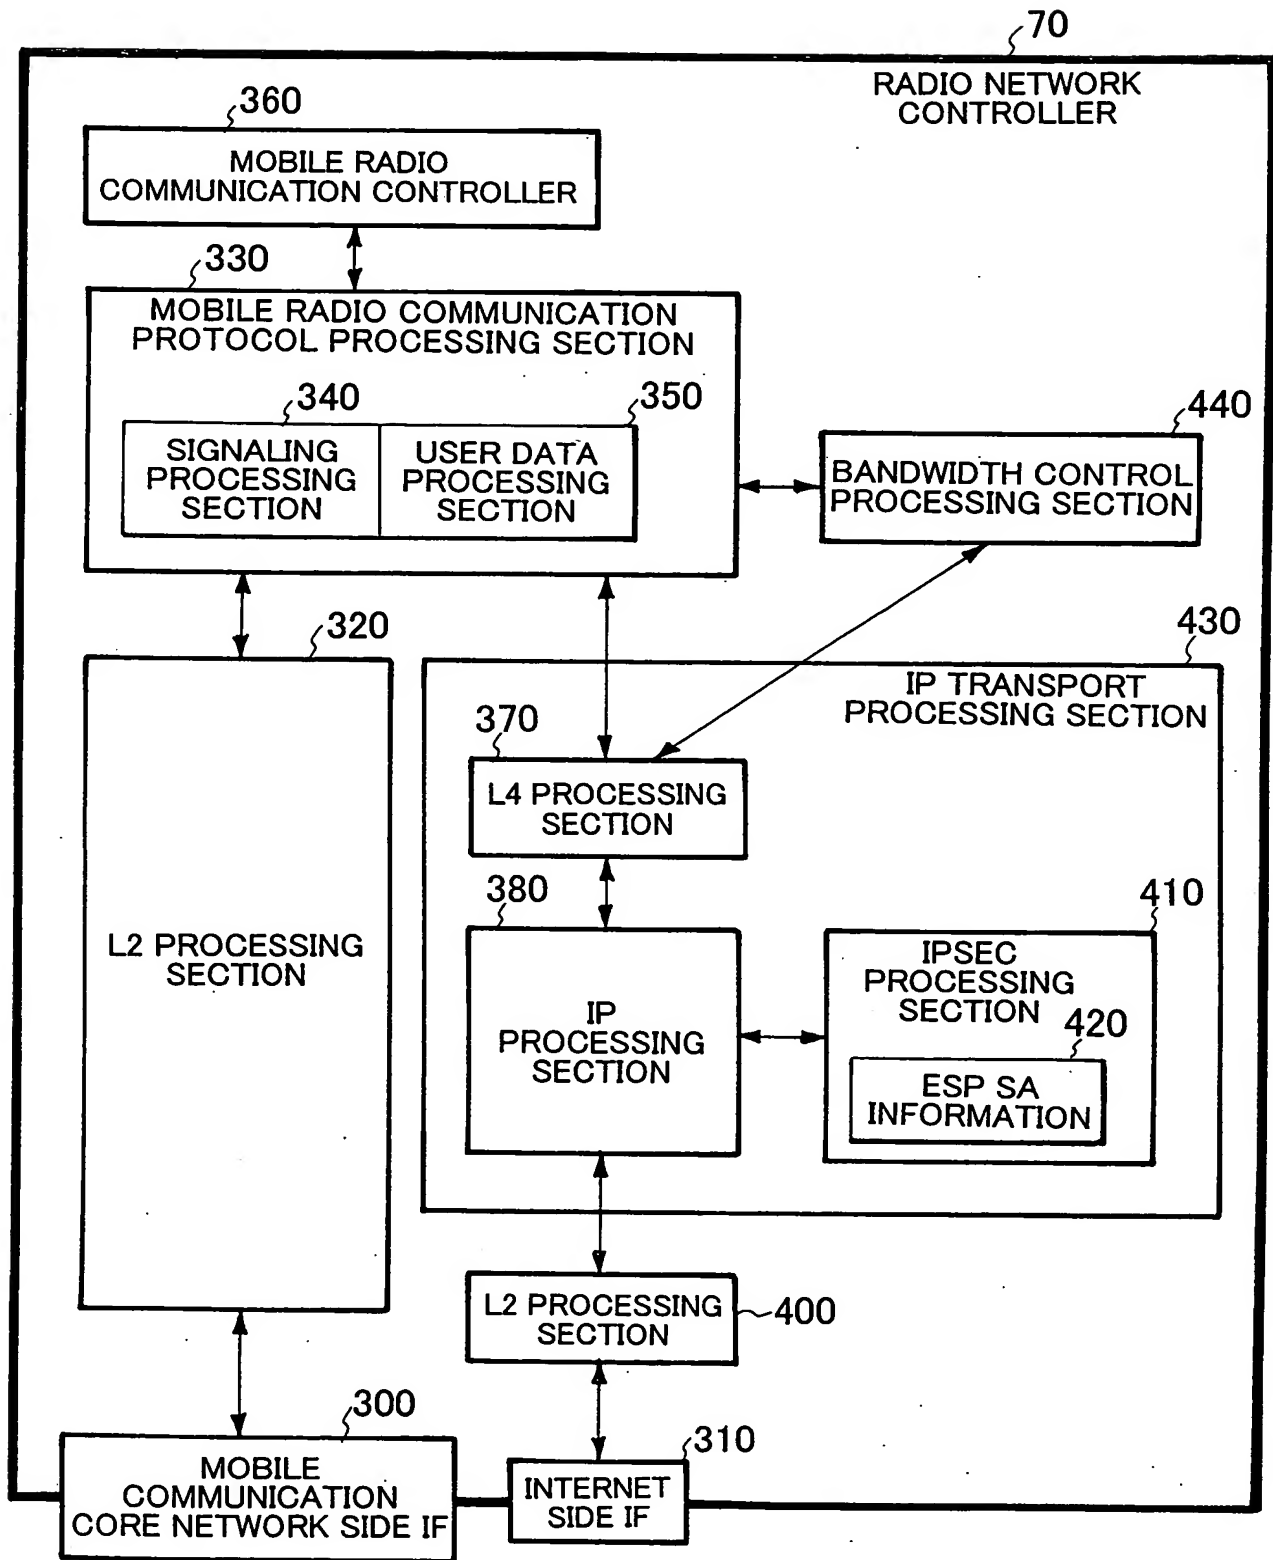 70
RADIO NETWORK
CONTROLLER
360
MOBILE RADIO
COMMUNICATION CONTROLLER
330
MOBILE RADIO COMMUNICATION
PROTOCOL PROCESSING SECTION
340
350
SIGNALING
PROCESSING
SECTION
USER DATA
PROCESSING
SECTION
440
BANDWIDTH CONTROL
PROCESSING SECTION
320
L2 PROCESSING
SECTION
430
IP TRANSPORT
PROCESSING SECTION
370
L4 PROCESSING
SECTION
380
IP
PROCESSING
SECTION
410
IPSEC
PROCESSING
SECTION
420
ESP SA
INFORMATION
L2 PROCESSING
SECTION
400
300
MOBILE
COMMUNICATION
CORE NETWORK SIDE IF
310
INTERNET
SIDE IF